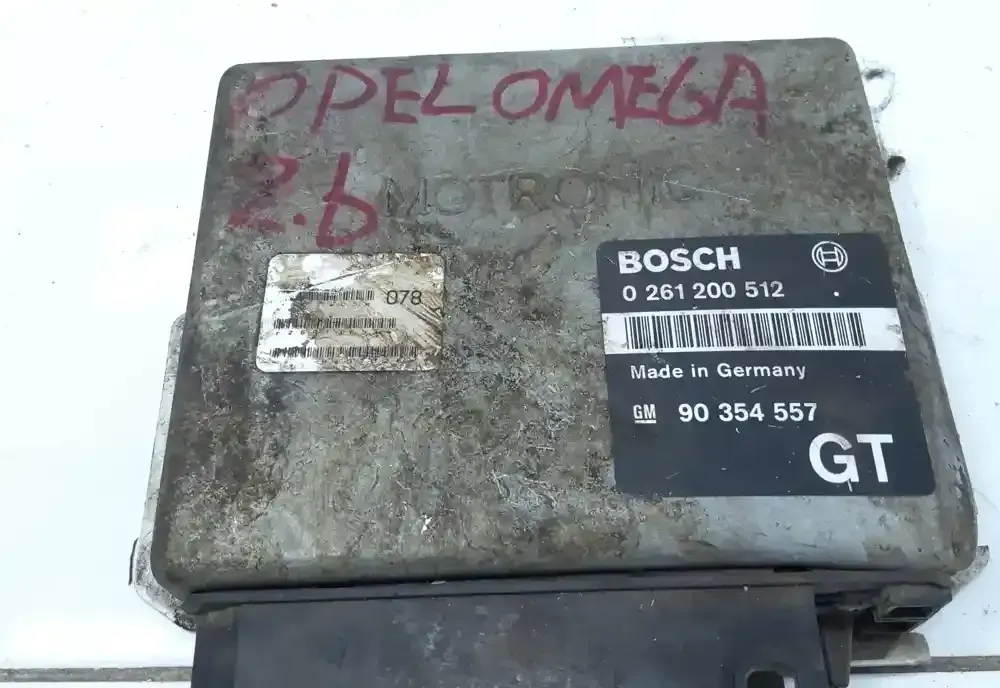 OPEL OMEGA
2.6
MOTRONIC
078
BOSCH
0 261 200 512
Made in Germany
GM 90 354 557
GT